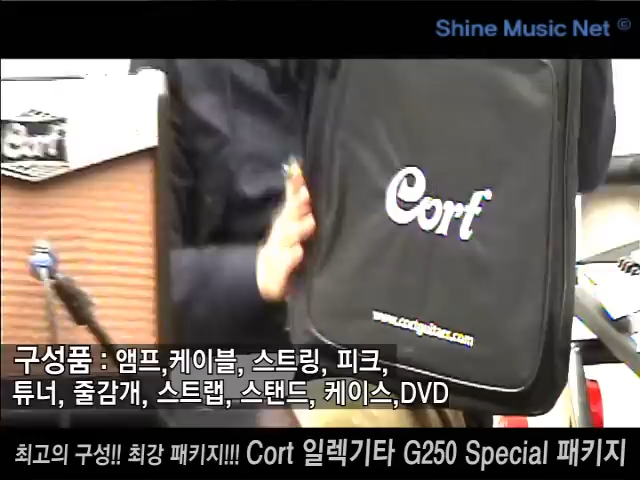 Shine Music Net ©
Cort
Cort
www.cortguitars.com
구성품 : 앰프,케이블, 스트링, 피크,
튜너, 줄감개, 스트랩, 스탠드, 케이스,DVD
최고의 구성!! 최강 패키지!!! Cort 일렉기타 G250 Special 패키지